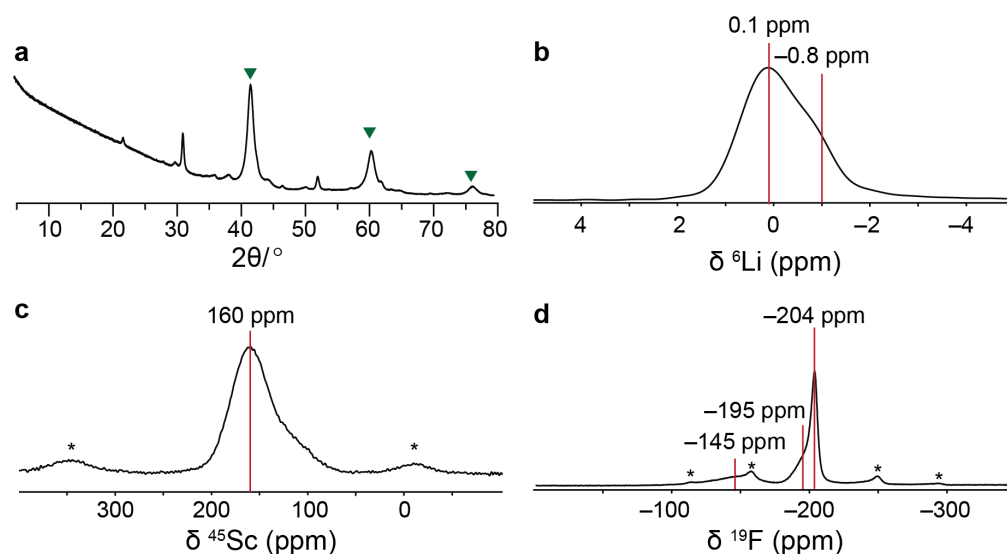 a
10 20 30 40 50 60 70 80
2θ/°
b
0.1 ppm
–0.8 ppm
4 2 0 –2 –4
δ ⁶Li (ppm)
c
160 ppm
* *
300 200 100 0
δ ⁴⁵Sc (ppm)
d
–204 ppm
–195 ppm
–145 ppm
* * * *
–100 –200 –300
δ ¹⁹F (ppm)